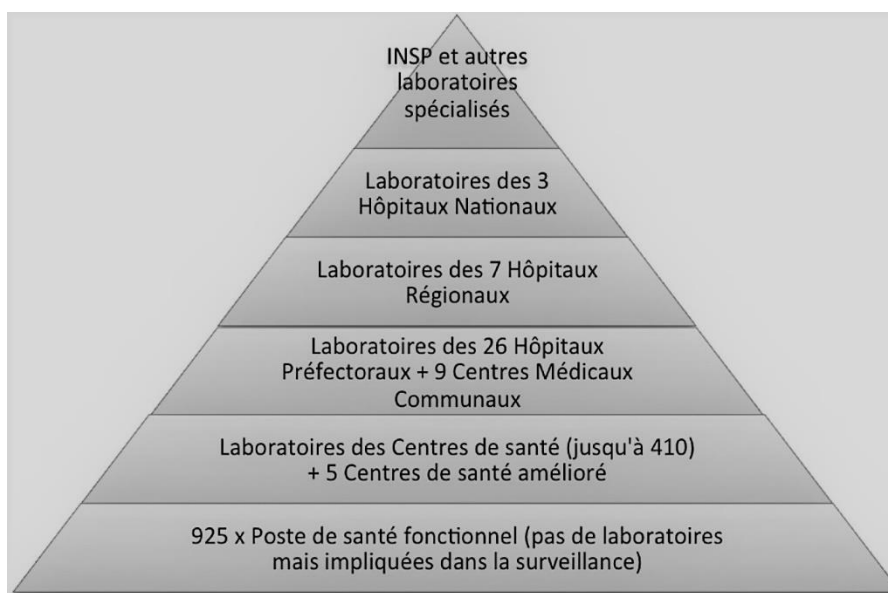 INSP et autres
laboratoires
spécialisés
Laboratoires des 3
Hôpitaux Nationaux
Laboratoires des 7 Hôpitaux
Régionaux
Laboratoires des 26 Hôpitaux
Préfectoraux + 9 Centres Médicaux
Communaux
Laboratoires des Centres de santé (jusqu'à 410)
+ 5 Centres de santé amélioré
925 x Poste de santé fonctionnel (pas de laboratoires
mais impliquées dans la surveillance)